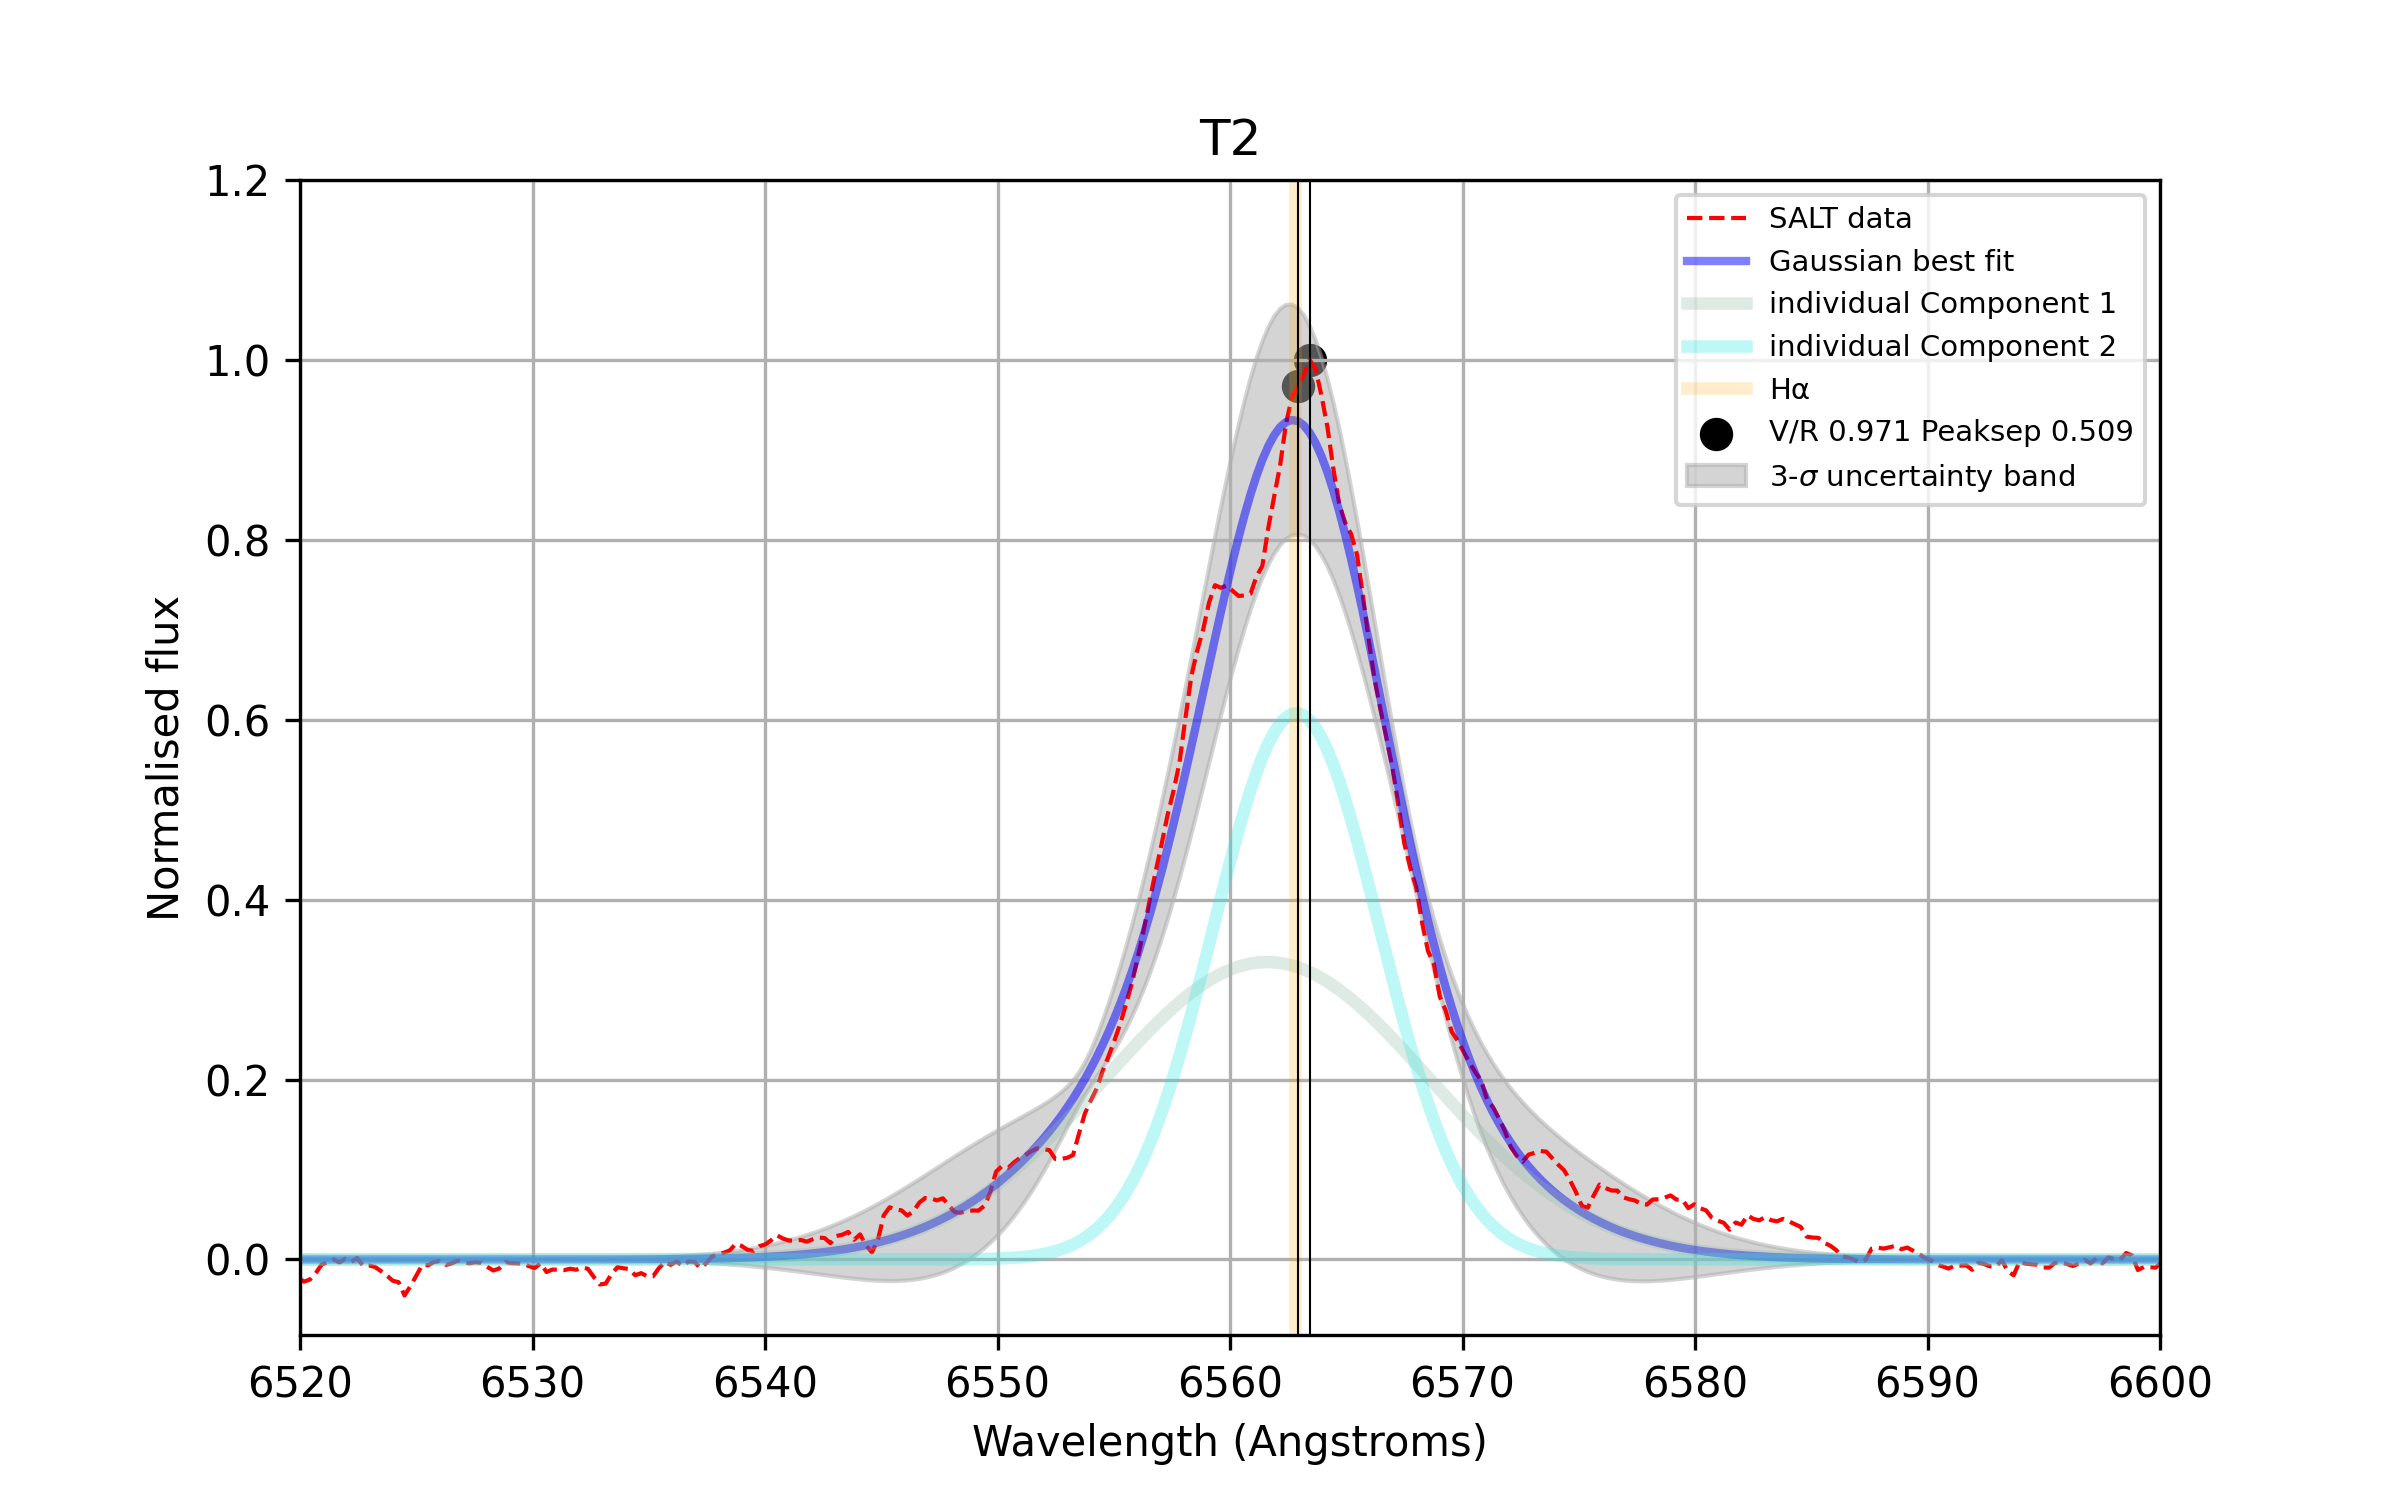 T2
1.2
1.0
0.8
0.6
0.4
0.2
0.0
Normalised flux
SALT data
Gaussian best fit
individual Component 1
individual Component 2
Hα
V/R 0.971 Peaksep 0.509
3-σ uncertainty band
6520 6530 6540 6550 6560 6570 6580 6590 6600
Wavelength (Angstroms)